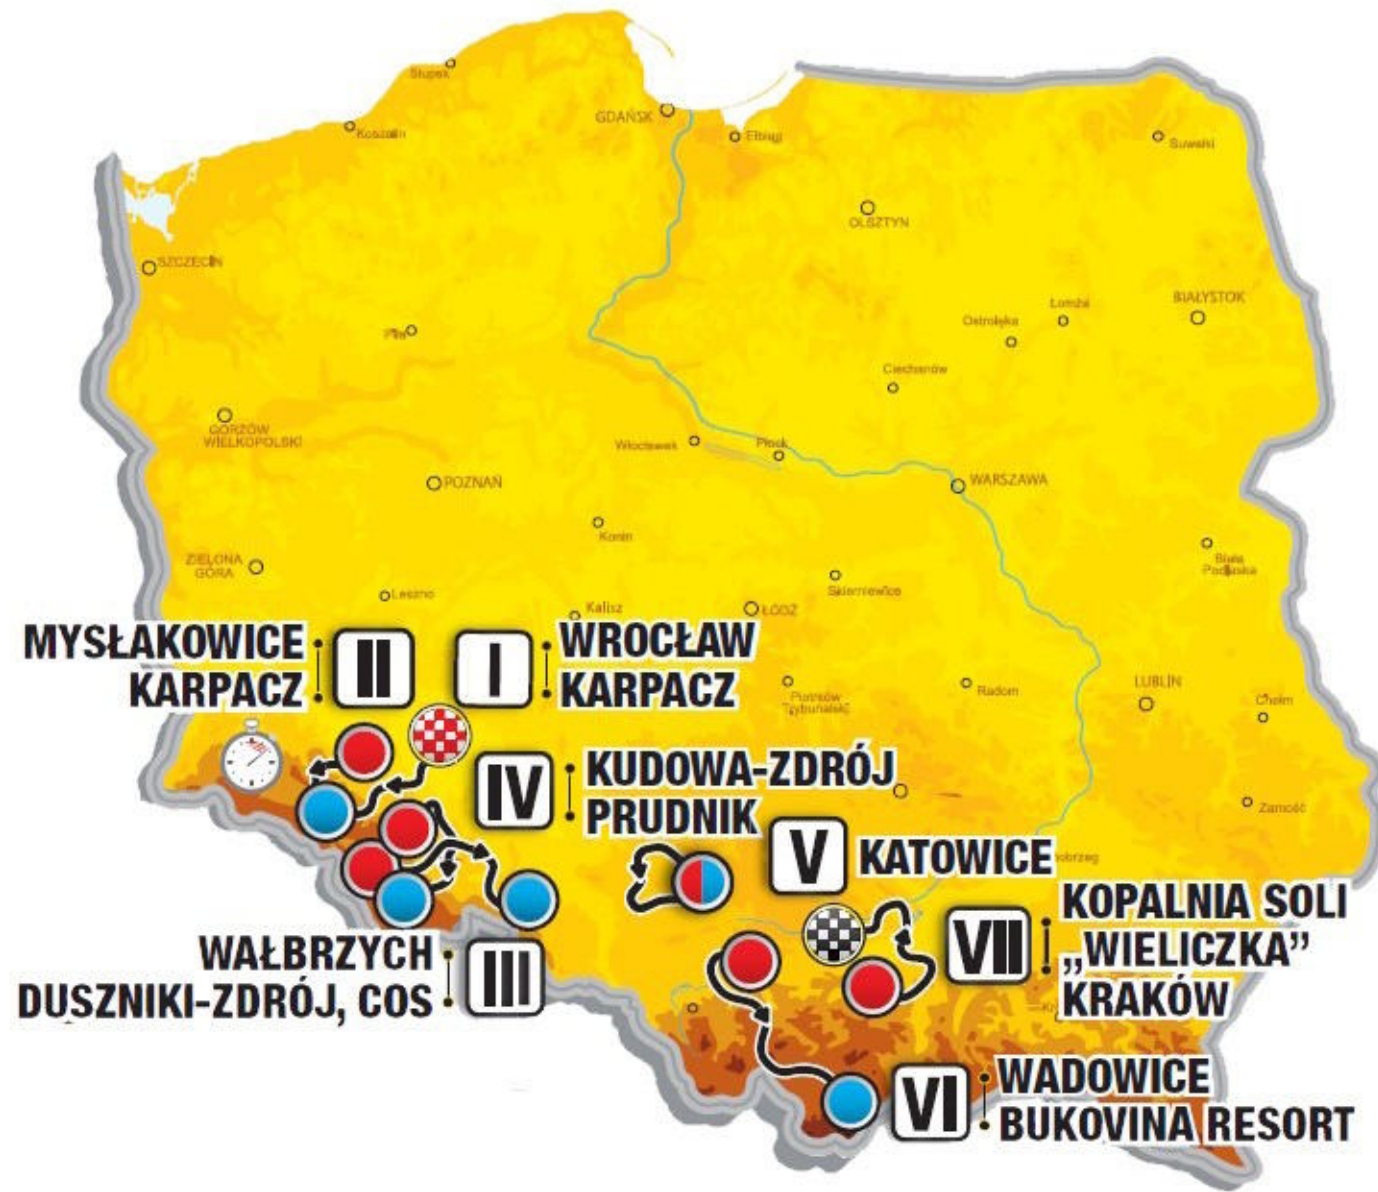 Słupsk
GDAŃSK
Elbląg
Koszalin
Suwałki
OLSZTYN
SZCZECIN
Łomża
BIAŁYSTOK
Ostrołęka
Piła
Ciechanów
GORZÓW
WIELKOPOLSKI
Włocławek
Płock
POZNAŃ
WARSZAWA
Konin
ZIELONA
GÓRA
Biała
Podlaska
Skierniewice
Leszno
Kalisz
ŁÓDŹ
MYSŁAKOWICE
KARPACZ
II
I
WROCŁAW
KARPACZ
Piotrków
Trybunalski
Radom
LUBLIN
Chełm
IV
KUDOWA-ZDRÓJ
PRUDNIK
Zamość
V
KATOWICE
obrzeg
WAŁBRZYCH
DUSZNIKI-ZDRÓJ, COS
III
VII
KOPALNIA SOLI
„WIELICZKA”
KRAKÓW
VI
WADOWICE
BUKOVINA RESORT